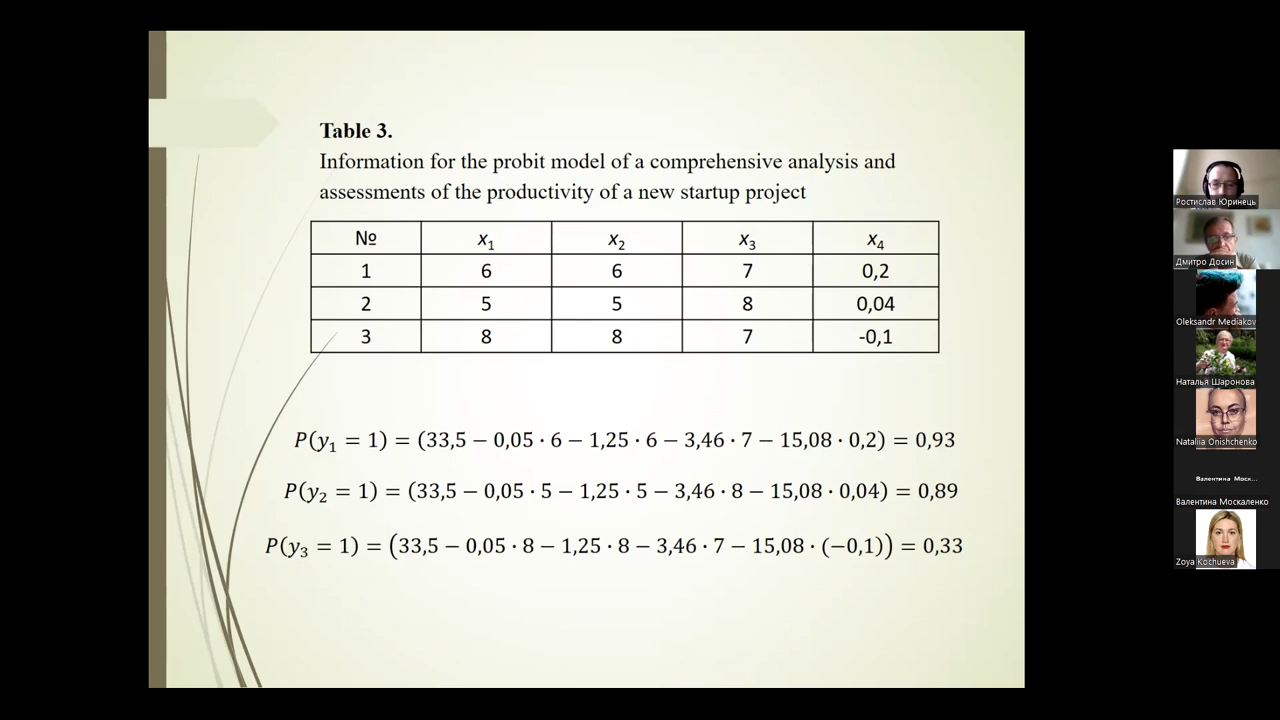 Table 3.
Information for the probit model of a comprehensive analysis and
assessments of the productivity of a new startup project
№ x₁ x₂ x₃ x₄
1 6 6 7 0,2
2 5 5 8 0,04
3 8 8 7 -0,1
P(y₁ = 1) = (33,5 − 0,05 · 6 − 1,25 · 6 − 3,46 · 7 − 15,08 · 0,2) = 0,93
P(y₂ = 1) = (33,5 − 0,05 · 5 − 1,25 · 5 − 3,46 · 8 − 15,08 · 0,04) = 0,89
P(y₃ = 1) = (33,5 − 0,05 · 8 − 1,25 · 8 − 3,46 · 7 − 15,08 · (−0,1)) = 0,33
Ростислав Юринець
Дмитро Досин
Oleksandr Mediakov
Наталья Шаронова
Nataliia Onishchenko
Валентина Моск...
Валентина Москаленко
Zoya Kochueva